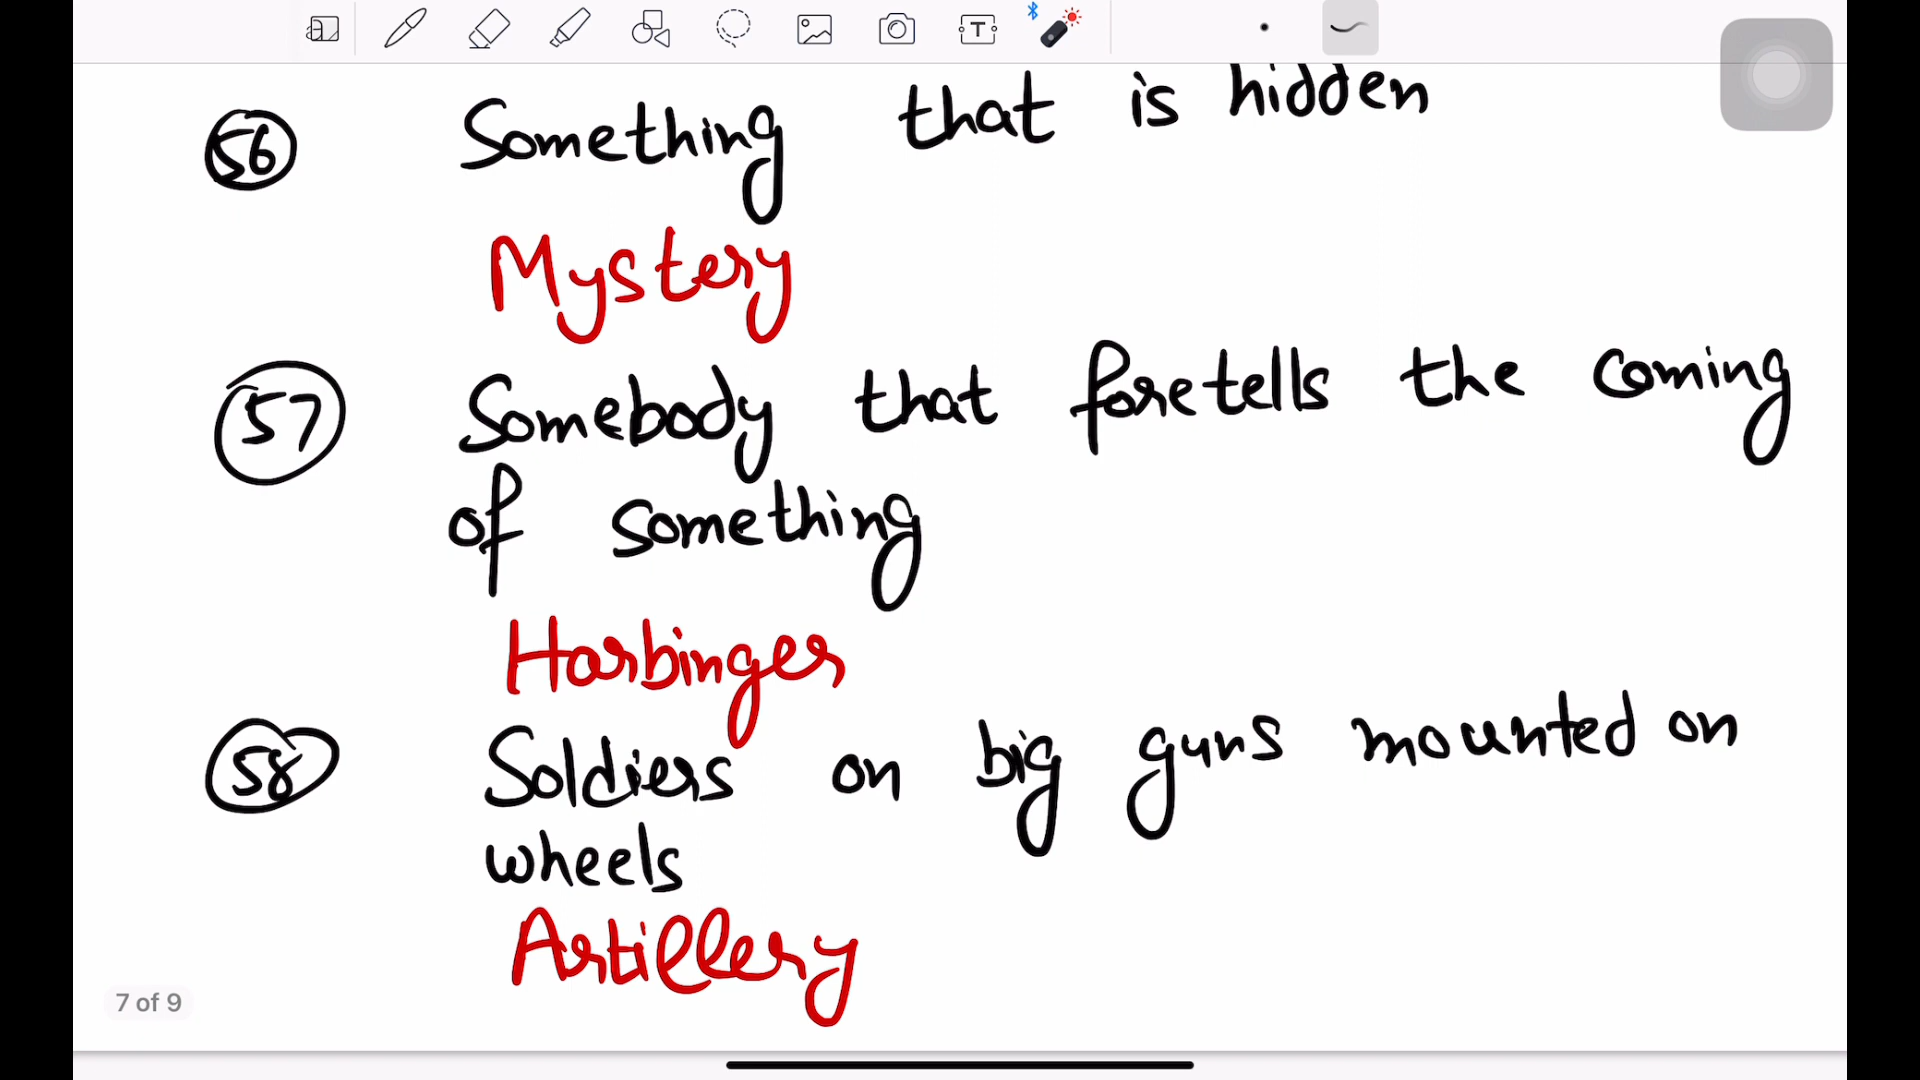 56 Something that is hidden
Mystery
57 Somebody that foretells the coming
of something
Harbinger
58 Soldiers on big guns mounted on
wheels
Artillery
7 of 9